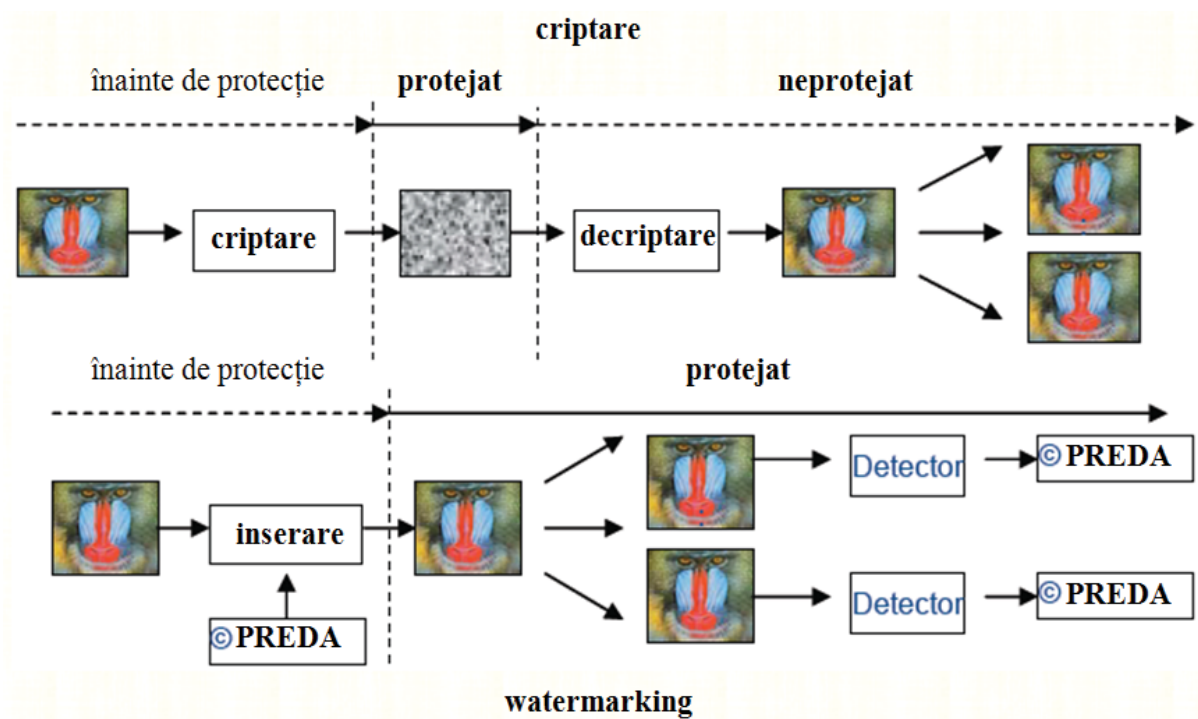 criptare
înainte de protecție protejat neprotejat
criptare decriptare
înainte de protecție protejat
Detector © PREDA
inserare
Detector © PREDA
© PREDA
watermarking